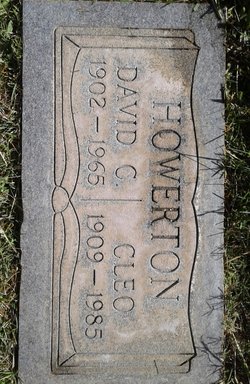 HOWERTON
DAVID C. CLEO
1902 – 1965 1909 – 1985